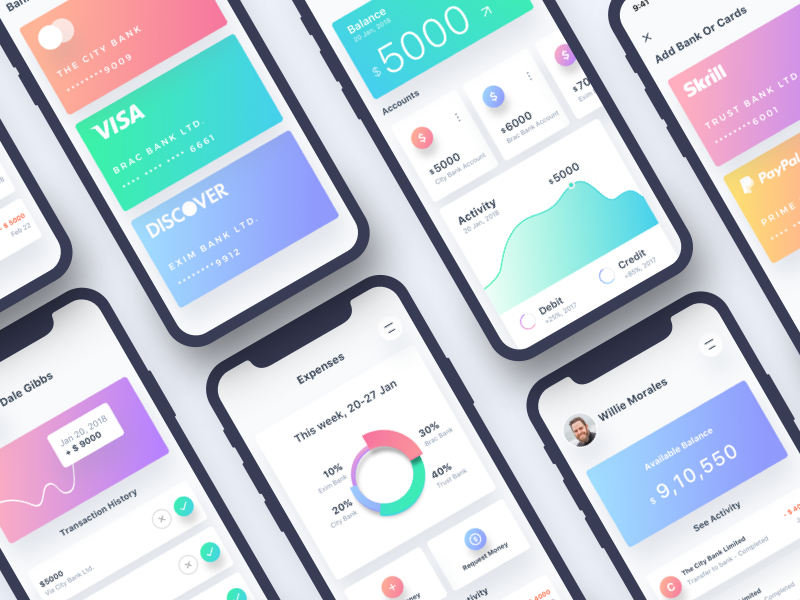 THE CITY BANK
•••••••• 9009
VISA
BRAC BANK LTD.
•••• •••• •••• 6661
DISCOVER
EXIM BANK LTD.
•••••••• 9912
- $ 5000
Feb 22
Balance
20 Jan, 2018
$5000
Accounts
$5000
City Bank Account
$6000
Brac Bank Account
Activity
20 Jan, 2018
$5000
Debit
+25%, 2017
Credit
+85%, 2017
9:41
Add Bank Or Cards
Skrill
TRUST BANK LTD
•••••••• 6001
PayPal
PRIME
Dale Gibbs
Jan 20, 2018
+ $ 9000
Transaction History
$5000
Via City Bank Ltd.
Expenses
This week, 20-27 Jan
30%
Brac Bank
10%
Exim Bank
40%
Trust Bank
20%
City Bank
Request Money
Willie Morales
Available Balance
$ 9,10,550
See Activity
C
The City Bank Limited
Transfer to bank - Completed